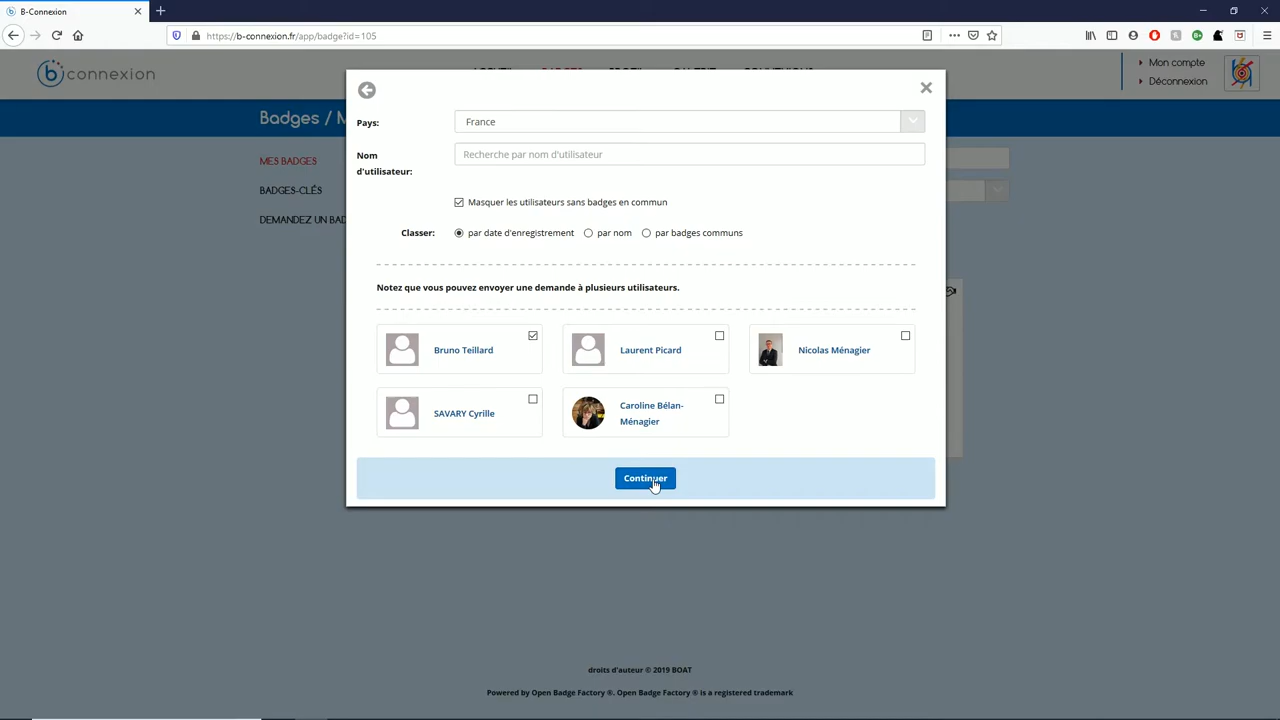 B-Connexion
https://b-connexion.fr/app/badge?id=105
b connexion
Mon compte
Déconnexion
Badges / M
MES BADGES
BADGES-CLÉS
DEMANDEZ UN BAD
Pays:
France
Nom d'utilisateur:
Recherche par nom d'utilisateur
Masquer les utilisateurs sans badges en commun
Classer:
par date d'enregistrement
par nom
par badges communs
Notez que vous pouvez envoyer une demande à plusieurs utilisateurs.
Bruno Teillard
Laurent Picard
Nicolas Ménagier
SAVARY Cyrille
Caroline Bélan-
Ménagier
Continuer
droits d'auteur © 2019 BOAT
Powered by Open Badge Factory ®. Open Badge Factory ® is a registered trademark